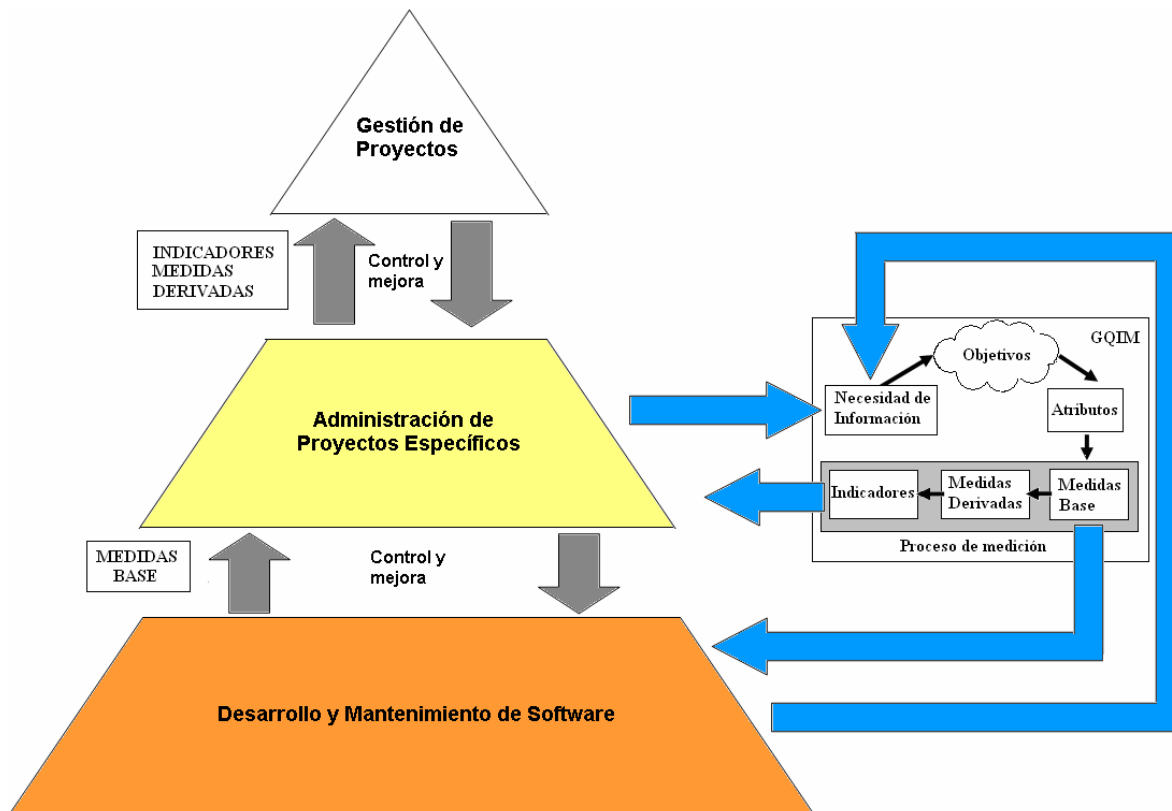 Gestión de
Proyectos
INDICADORES
MEDIDAS
DERIVADAS
Control y
mejora
Administración de
Proyectos Específicos
MEDIDAS
BASE
Control y
mejora
Desarrollo y Mantenimiento de Software
GQIM
Objetivos
Necesidad de
Información
Atributos
Indicadores
Medidas
Derivadas
Medidas
Base
Proceso de medición